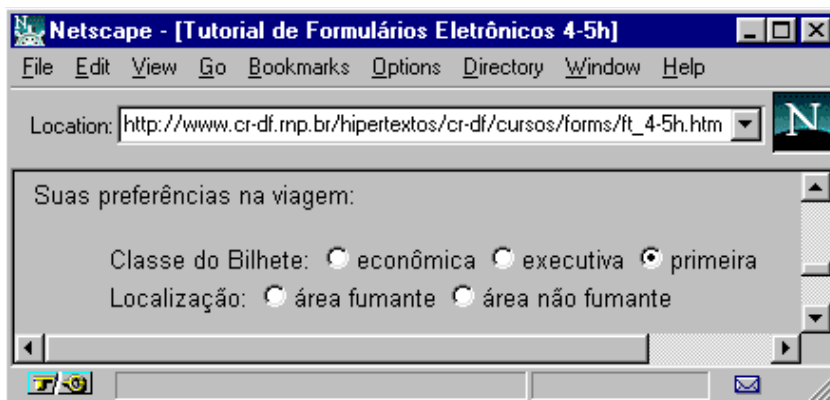 Netscape - [Tutorial de Formulários Eletrônicos 4-5h]
File Edit View Go Bookmarks Options Directory Window Help
Location: http://www.cr-df.rnp.br/hipertextos/cr-df/cursos/forms/ft_4-5h.htm
N
Suas preferências na viagem:
Classe do Bilhete: econômica executiva primeira
Localização: área fumante área não fumante